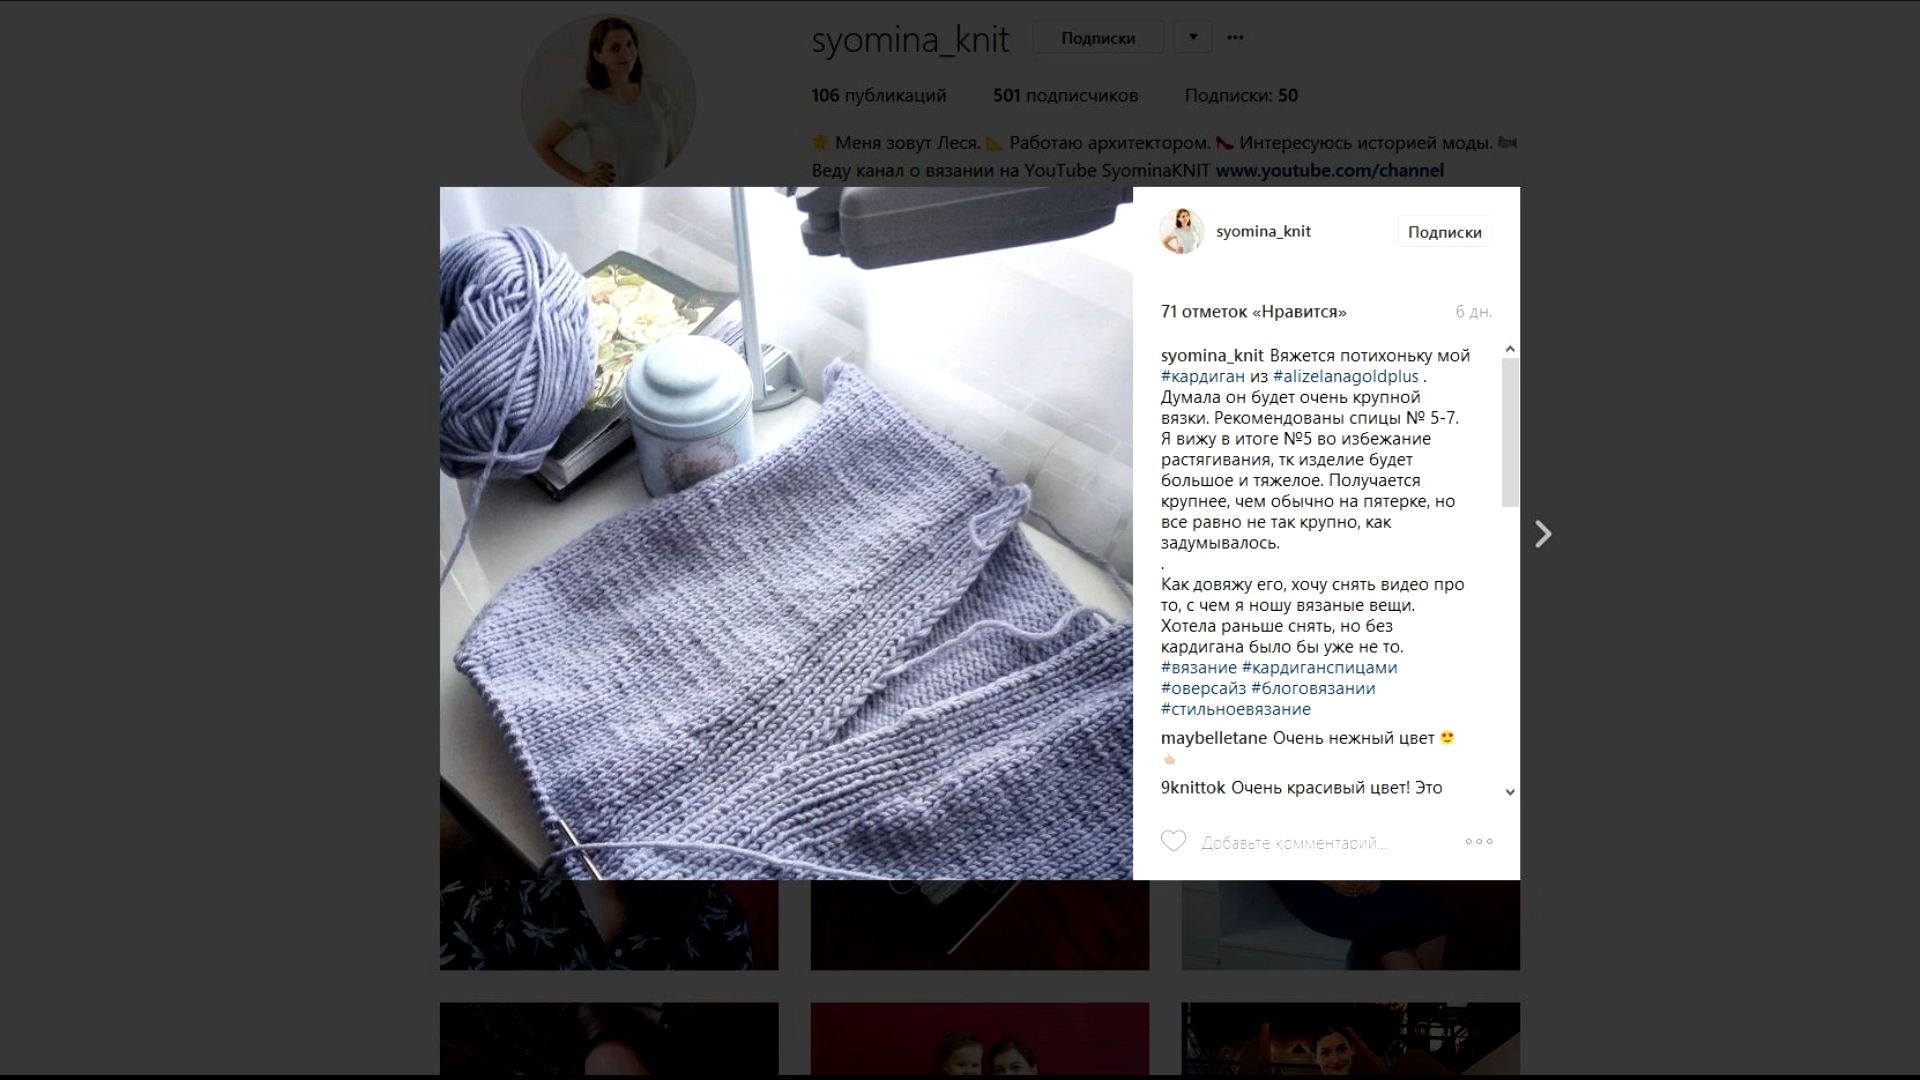 syomina_knit Подписки
106 публикаций 501 подписчиков Подписки: 50
Меня зовут Леся. Работаю архитектором. Интересуюсь историей моды.
Веду канал о вязании на YouTube SyominaKNIT www.youtube.com/channel
syomina_knit Подписки
71 отметок «Нравится» 6 дн.
syomina_knit Вяжется потихоньку мой
#кардиган из #alizelanagoldplus .
Думала он будет очень крупной
вязки. Рекомендованы спицы № 5-7.
Я вижу в итоге №5 во избежание
растягивания, тк изделие будет
большое и тяжелое. Получается
крупнее, чем обычно на пятерке, но
все равно не так крупно, как
задумывалось.
.
Как довяжу его, хочу снять видео про
то, с чем я ношу вязаные вещи.
Хотела раньше снять, но без
кардигана было бы уже не то.
#вязание #кардиганспицами
#оверсайз #блоговязании
#стильноевязание
maybelletane Очень нежный цвет 😍
👆🏻
9knittok Очень красивый цвет! Это
Добавьте комментарий...